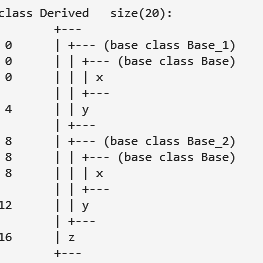 class Derived   size(20):
        +---
 0      | +--- (base class Base_1)
 0      | | +--- (base class Base)
 0      | | | x
        | | +---
 4      | | y
        | +---
 8      | +--- (base class Base_2)
 8      | | +--- (base class Base)
 8      | | | x
        | | +---
12      | | y
        | +---
16      | z
        +---